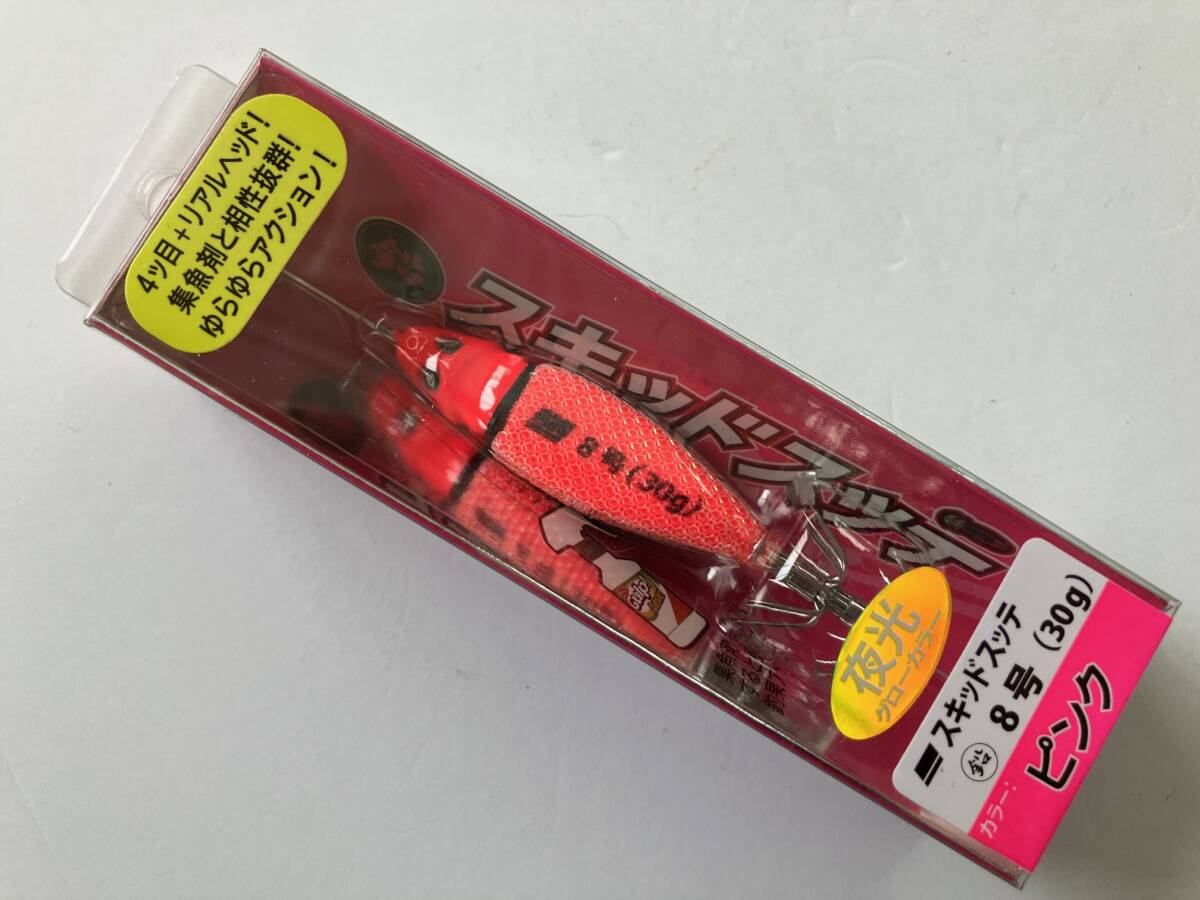 4ッ目+リアルヘッド!
集魚剤と相性抜群!
ゆらゆらアクション!
スキッドスッテ
8号(30g)
夜光
グローカラー
スキッドスッテ
鉛 8号(30g)
カラー:ピンク